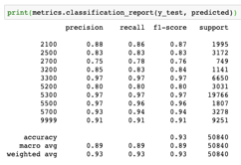 print(metrics.classification_report(y_test, predicted))
precision recall f1-score support
2100 0.88 0.86 0.87 1995
2500 0.83 0.83 0.83 3172
2700 0.75 0.78 0.76 749
3200 0.85 0.83 0.84 1141
3300 0.97 0.97 0.97 6650
5200 0.80 0.80 0.80 3031
5300 0.97 0.97 0.97 19766
5500 0.97 0.96 0.96 1807
5700 0.93 0.94 0.94 3278
9999 0.91 0.91 0.91 9251
accuracy 0.93 50840
macro avg 0.89 0.89 0.89 50840
weighted avg 0.93 0.93 0.93 50840